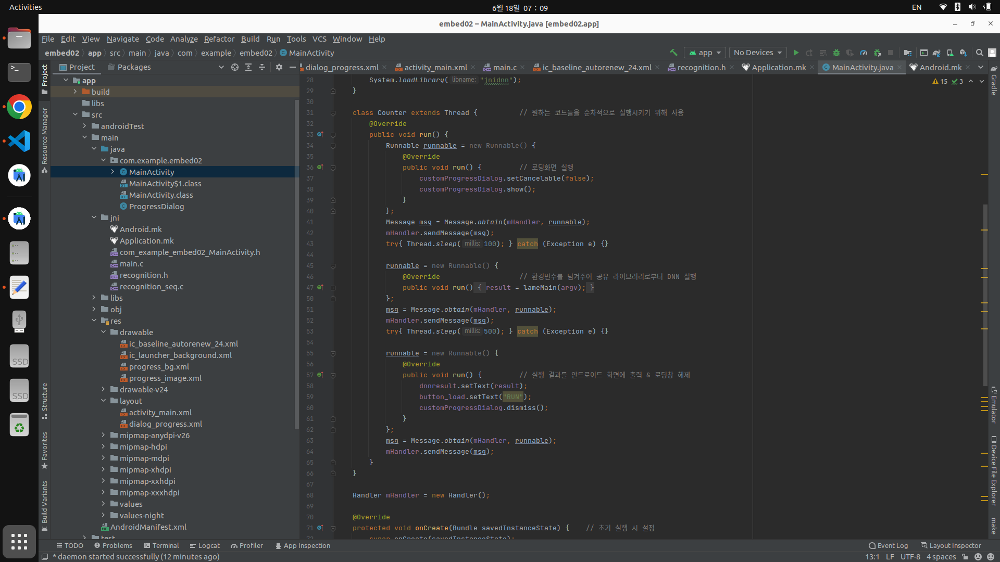 Activities
6월 18일 07 : 09
EN
embed02 – MainActivity.java [embed02.app]
File Edit View Navigate Code Analyze Refactor Build Run Tools VCS Window Help
embed02 app src main java com example embed02 MainActivity
app No Devices
Project Packages
dialog_progress.xml activity_main.xml main.c ic_baseline_autorenew_24.xml recognition.h Application.mk MainActivity.java Android.mk
Project
Resource Manager
Structure
Favorites
Build Variants
app
build
libs
src
androidTest
main
java
com.example.embed02
MainActivity
MainActivity$1.class
MainActivity.class
ProgressDialog
jni
Android.mk
Application.mk
com_example_embed02_MainActivity.h
main.c
recognition.h
recognition_seq.c
libs
obj
res
drawable
ic_baseline_autorenew_24.xml
ic_launcher_background.xml
progress_bg.xml
progress_image.xml
drawable-v24
layout
activity_main.xml
dialog_progress.xml
mipmap-anydpi-v26
mipmap-hdpi
mipmap-mdpi
mipmap-xhdpi
mipmap-xxhdpi
mipmap-xxxhdpi
values
values-night
AndroidManifest.xml
test
15 3
28 System.loadLibrary( libname: "jnidnn");
29 }
30
31 class Counter extends Thread { // 원하는 코드들을 순차적으로 실행시키기 위해 사용
32 @Override
33 public void run() {
34 Runnable runnable = new Runnable() {
35 @Override
36 public void run() { // 로딩화면 실행
37 customProgressDialog.setCancelable(false);
38 customProgressDialog.show();
39 }
40 };
41 Message msg = Message.obtain(mHandler, runnable);
42 mHandler.sendMessage(msg);
43 try{ Thread.sleep( millis: 100); } catch (Exception e) {}
44
45 runnable = new Runnable() {
46 @Override // 환경변수를 넘겨주어 공유 라이브러리로부터 DNN 실행
47 public void run() { result = lameMain(argv); }
50 };
51 msg = Message.obtain(mHandler, runnable);
52 mHandler.sendMessage(msg);
53 try{ Thread.sleep( millis: 500); } catch (Exception e) {}
54
55 runnable = new Runnable() {
56 @Override
57 public void run() { // 실행 결과를 안드로이드 화면에 출력 & 로딩창 헤제
58 dnnresult.setText(result);
59 button_load.setText("RUN");
60 customProgressDialog.dismiss();
61 }
62 };
63 msg = Message.obtain(mHandler, runnable);
64 mHandler.sendMessage(msg);
65 }
66 }
67
68 Handler mHandler = new Handler();
69
70 @Override
71 protected void onCreate(Bundle savedInstanceState) { // 초기 실행 시 설정
72 super.onCreate(savedInstanceState);
Gradle
Emulator
Device File Explorer
make
SSD
SSD
TODO Problems Terminal Logcat Profiler App Inspection Event Log Layout Inspector
* daemon started successfully (12 minutes ago) 13:1 LF UTF-8 4 spaces